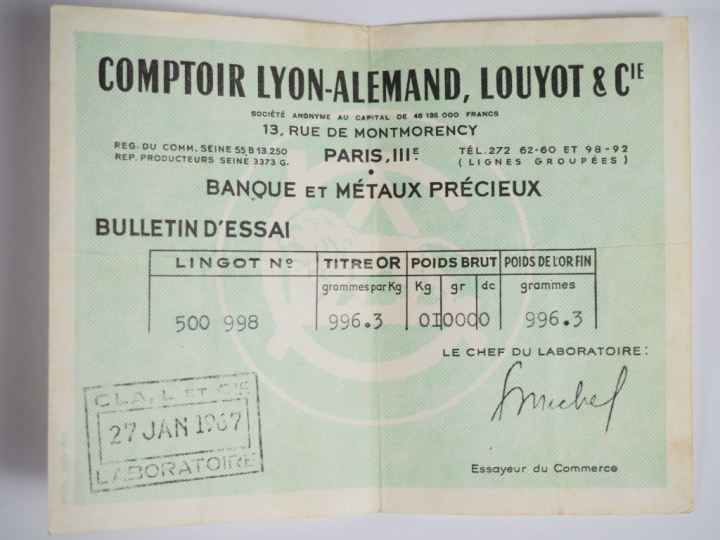 COMPTOIR LYON-ALEMAND, LOUYOT & CIE
SOCIÉTÉ ANONYME AU CAPITAL DE 48 136 000 FRANCS
13, RUE DE MONTMORENCY
REG. DU COMM. SEINE 55 B 13.250
REP. PRODUCTEURS SEINE 3373 G.
PARIS, IIIE
TÉL. 272 62-60 ET 98-92
(LIGNES GROUPÉES)
BANQUE ET MÉTAUX PRÉCIEUX
BULLETIN D'ESSAI
LINGOT No TITRE OR POIDS BRUT POIDS DE L'OR FIN
grammes par Kg Kg gr dc grammes
500 998 996.3 0I0000 996.3
LE CHEF DU LABORATOIRE :
CLA, L ET CIE
27 JAN 1967
LABORATOIRE
Essayeur du Commerce